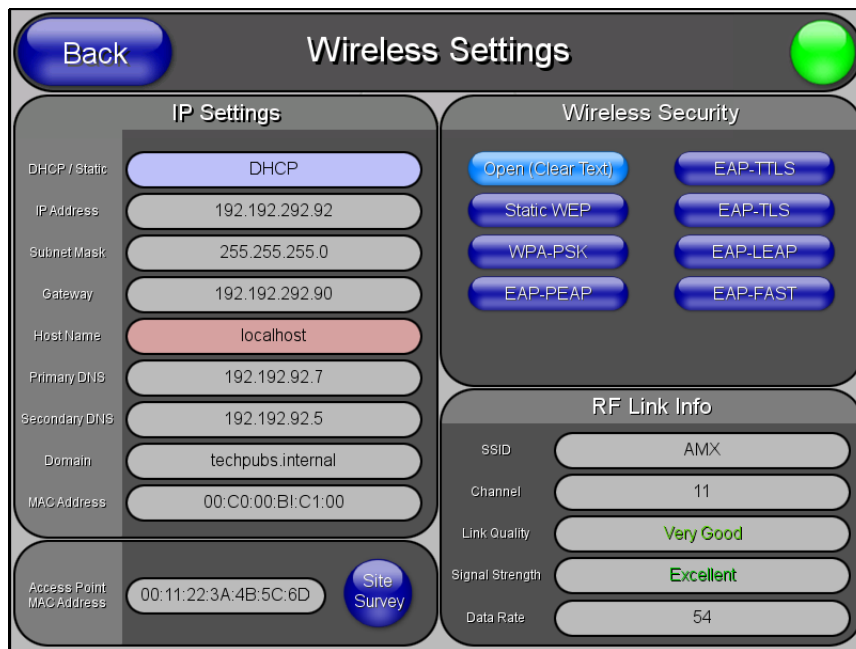 Back
Wireless Settings
IP Settings
DHCP / Static
DHCP
IP Address
192.192.292.92
Subnet Mask
255.255.255.0
Gateway
192.192.292.90
Host Name
localhost
Primary DNS
192.192.92.7
Secondary DNS
192.192.92.5
Domain
techpubs.internal
MAC Address
00:C0:00:BI:C1:00
Access Point
MAC Address
00:11:22:3A:4B:5C:6D
Site
Survey
Wireless Security
Open (Clear Text)
EAP-TTLS
Static WEP
EAP-TLS
WPA-PSK
EAP-LEAP
EAP-PEAP
EAP-FAST
RF Link Info
SSID
AMX
Channel
11
Link Quality
Very Good
Signal Strength
Excellent
Data Rate
54